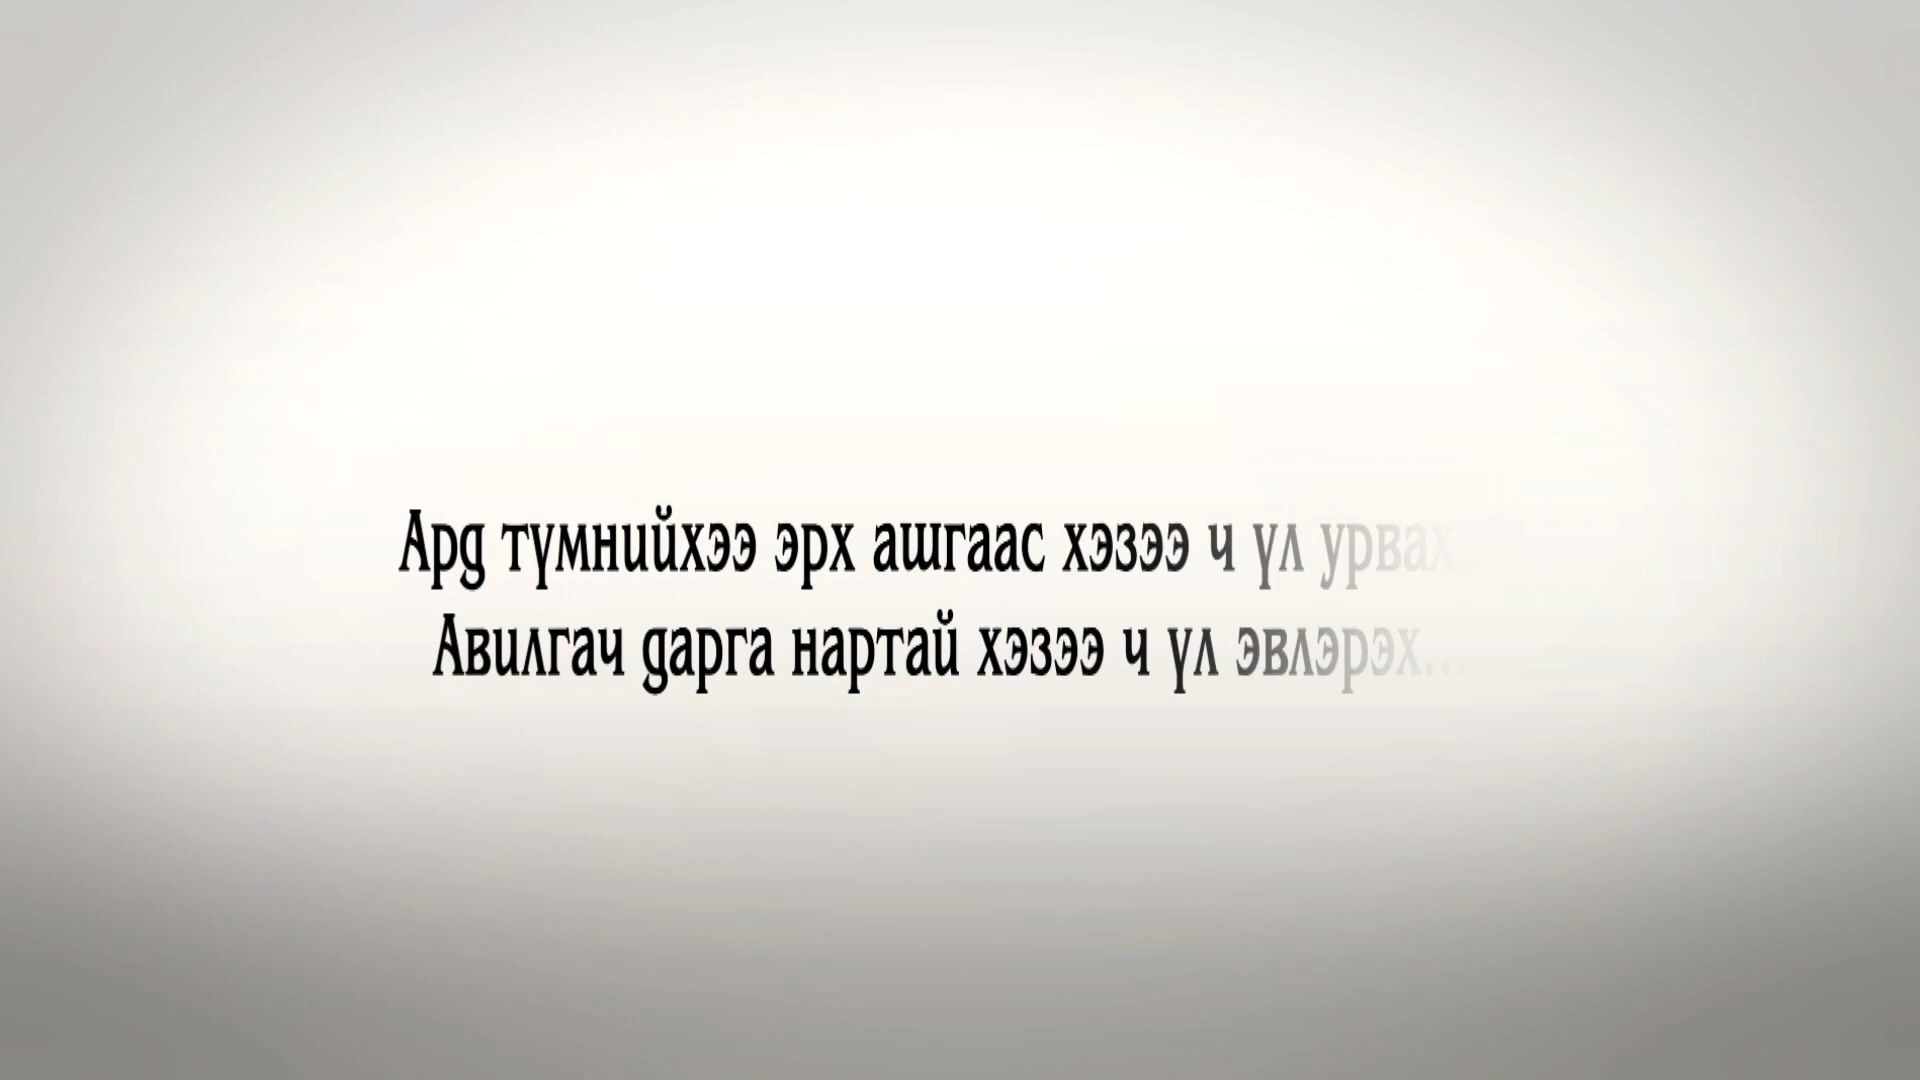 Ард түмнийхээ эрх ашгаас хэзээ ч үл урвах...
Авилгач дарга нартай хэзээ ч үл эвлэрэх...